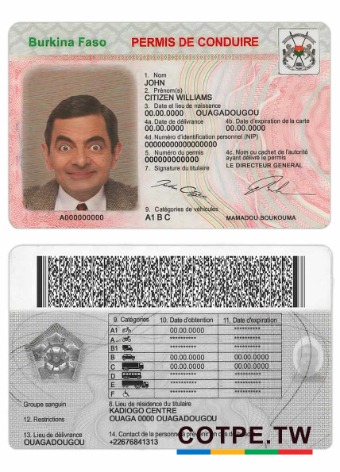 Burkina Faso PERMIS DE CONDUIRE
1. Nom
JOHN
2. Prénom(s)
CITIZEN WILLIAMS
3. Date et lieu de naissance
00.00.0000 OUAGADOUGOU
4a. Date de délivrance 4b. Date d'expiration de la carte
00.00.0000 00.00.0000
4d. Numéro d'identification personnel (NIP)
00000000000000000
5. Numéro du permis 4c. Nom ou cachet de l'autorité
000000000000 ayant délivré le permis
LE DIRECTEUR GENERAL
7. Signature du titulaire
9. Catégories de véhicules
A000000000 A1 B C MAMADOU BOUKOUMA
9. Catégories 10. Date d'obtention 11. Date d'expiration
A1 00.00.0000 **********
A ********** **********
B1 ********** **********
B 00.00.0000 00.00.0000
C 00.00.0000 00.00.0000
D ********** **********
E ********** **********
F ********** **********
Groupe sanguin 8. Lieu de résidence du titulaire
KADIOGO CENTRE
12. Restrictions OUAGA 0000 OUAGADOUGOU
13. Lieu de délivrance 14. Contact de la personne à prévenir en cas de
OUAGADOUGOU +22676841313
COTPE.TW